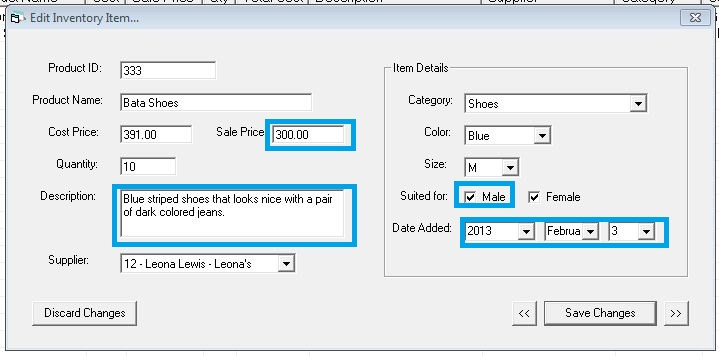 Edit Inventory Item...
Product ID: 333
Product Name: Bata Shoes
Cost Price: 391.00 Sale Price 300.00
Quantity: 10
Description: Blue striped shoes that looks nice with a pair
of dark colored jeans.
Supplier: 12 - Leona Lewis - Leona's
Item Details
Category: Shoes
Color: Blue
Size: M
Suited for: Male Female
Date Added: 2013 Februa 3
Discard Changes << Save Changes >>